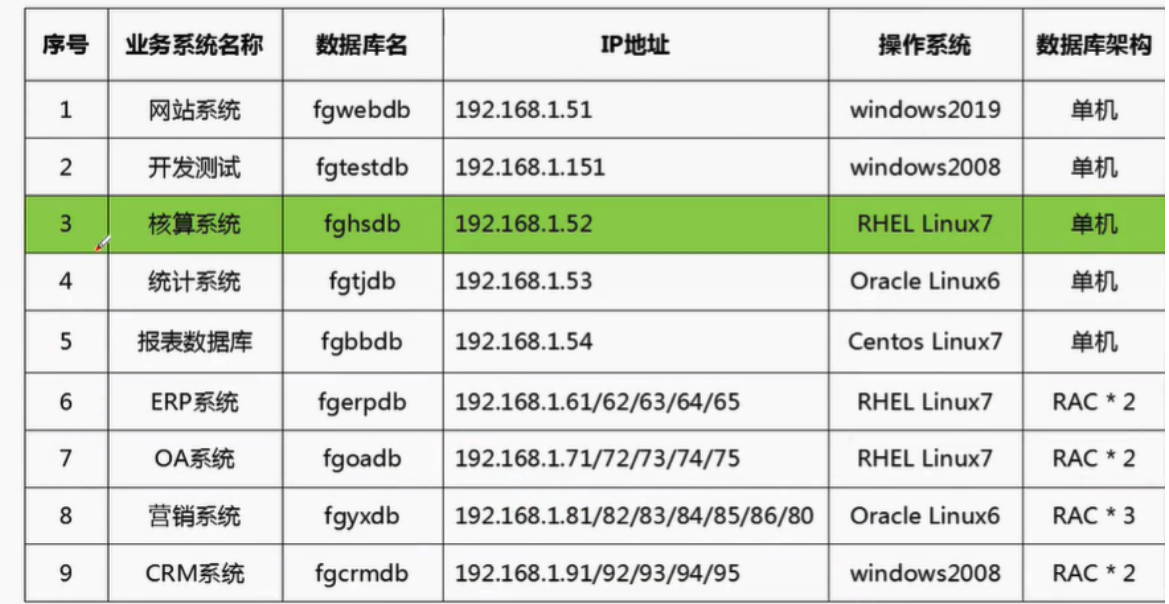 序号 业务系统名称 数据库名 IP地址 操作系统 数据库架构
1 网站系统 fgwebdb 192.168.1.51 windows2019 单机
2 开发测试 fgtestdb 192.168.1.151 windows2008 单机
3 核算系统 fghsdb 192.168.1.52 RHEL Linux7 单机
4 统计系统 fgtjdb 192.168.1.53 Oracle Linux6 单机
5 报表数据库 fgbbdb 192.168.1.54 Centos Linux7 单机
6 ERP系统 fgerpdb 192.168.1.61/62/63/64/65 RHEL Linux7 RAC * 2
7 OA系统 fgoadb 192.168.1.71/72/73/74/75 RHEL Linux7 RAC * 2
8 营销系统 fgyxdb 192.168.1.81/82/83/84/85/86/80 Oracle Linux6 RAC * 3
9 CRM系统 fgcrmdb 192.168.1.91/92/93/94/95 windows2008 RAC * 2